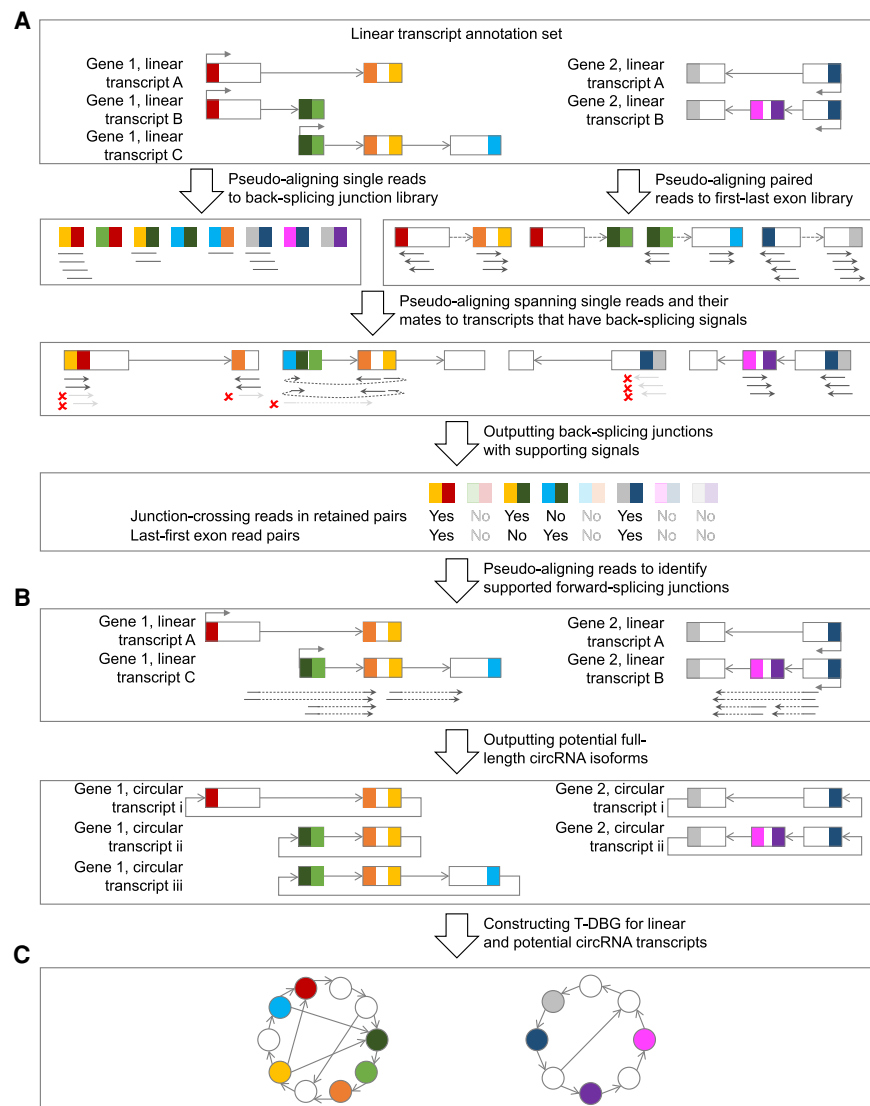 A
Linear transcript annotation set
Gene 1, linear
transcript A
Gene 1, linear
transcript B
Gene 1, linear
transcript C
Gene 2, linear
transcript A
Gene 2, linear
transcript B
Pseudo-aligning single reads
to back-splicing junction library
Pseudo-aligning paired
reads to first-last exon library
Pseudo-aligning spanning single reads and their
mates to transcripts that have back-splicing signals
Outputting back-splicing junctions
with supporting signals
Junction-crossing reads in retained pairs Yes No Yes No No Yes No No
Last-first exon read pairs Yes No No Yes No Yes No No
Pseudo-aligning reads to identify
supported forward-splicing junctions
B
Gene 1, linear
transcript A
Gene 1, linear
transcript C
Gene 2, linear
transcript A
Gene 2, linear
transcript B
Outputting potential full-
length circRNA isoforms
Gene 1, circular
transcript i
Gene 1, circular
transcript ii
Gene 1, circular
transcript iii
Gene 2, circular
transcript i
Gene 2, circular
transcript ii
Constructing T-DBG for linear
and potential circRNA transcripts
C